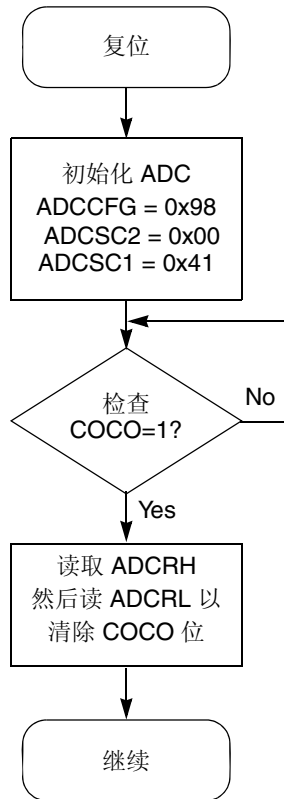 复位
初始化 ADC
ADCCFG = 0x98
ADCSC2 = 0x00
ADCSC1 = 0x41
检查
COCO=1?
No
Yes
读取 ADCRH
然后读 ADCRL 以
清除 COCO 位
继续